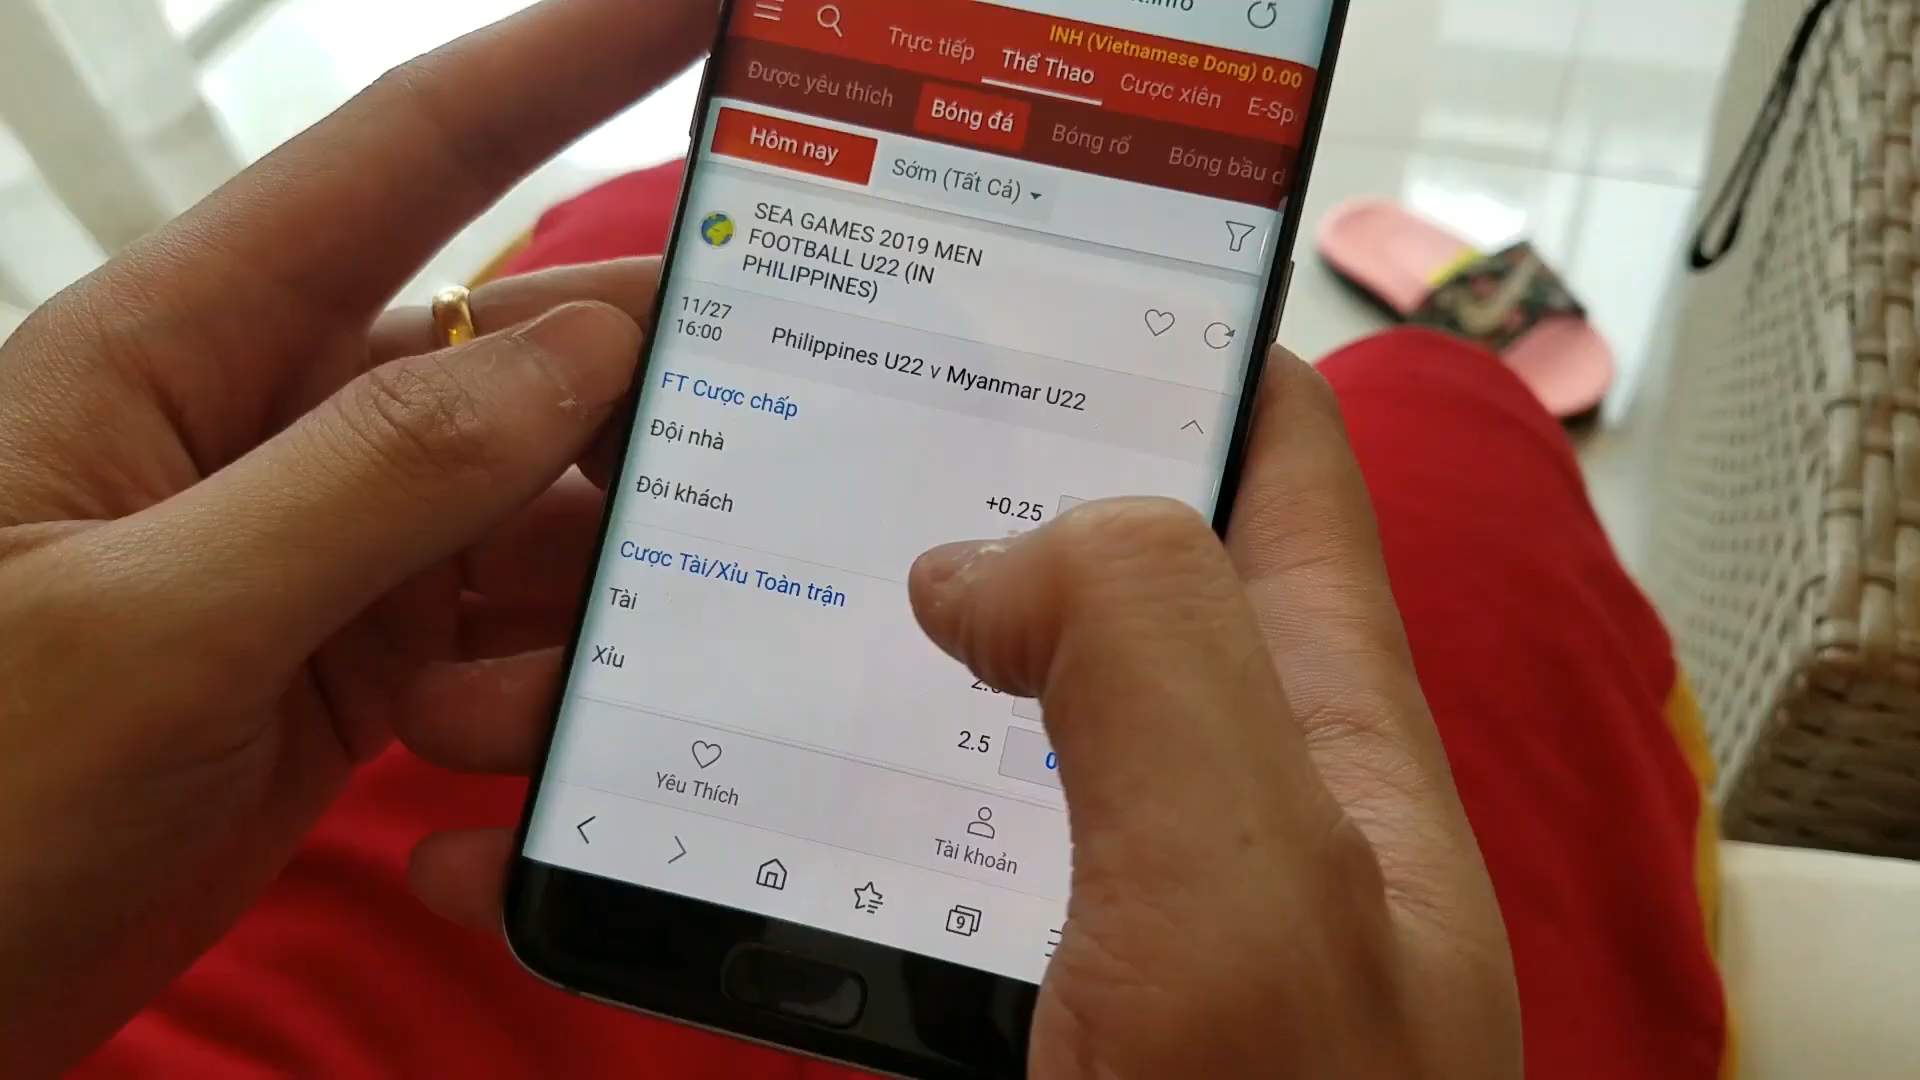 INH (Vietnamese Dong) 0.00
Trực tiếp Thể Thao Cược xiên
Được yêu thích Bóng đá Bóng rổ Bóng bầu
Hôm nay Sớm (Tất Cả)
SEA GAMES 2019 MEN
FOOTBALL U22 (IN
PHILIPPINES)
11/27
16:00
Philippines U22 v Myanmar U22
FT Cược chấp
Đội nhà
+0.25
Đội khách
Cược Tài/Xỉu Toàn trận
Tài
Xỉu
2.5
Yêu Thích
Tài khoản
9